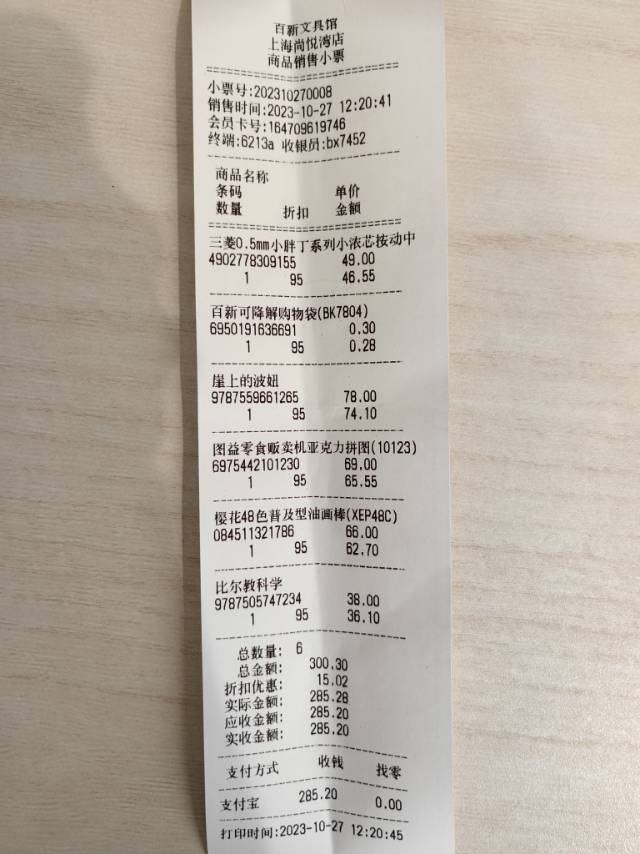 百新文具馆
上海尚悦湾店
商品销售小票
小票号:202310270008
销售时间:2023-10-27 12:20:41
会员卡号:164709619746
终端:6213a 收银员:bx7452
商品名称
条码 单价
数量 折扣 金额
三菱0.5mm小胖丁系列小浓芯按动中
4902778309155 49.00
1 95 46.55
百新可降解购物袋(BK7804)
6950191636691 0.30
1 95 0.28
崖上的波妞
9787559661265 78.00
1 95 74.10
图益零食贩卖机亚克力拼图(10123)
6975442101230 69.00
1 95 65.55
樱花48色普及型油画棒(XEP48C)
084511321786 66.00
1 95 62.70
比尔教科学
9787505747234 38.00
1 95 36.10
总数量: 6
总金额: 300.30
折扣优惠: 15.02
实际金额: 285.28
应收金额: 285.20
实收金额: 285.20
支付方式 收钱 找零
支付宝 285.20 0.00
打印时间:2023-10-27 12:20:45